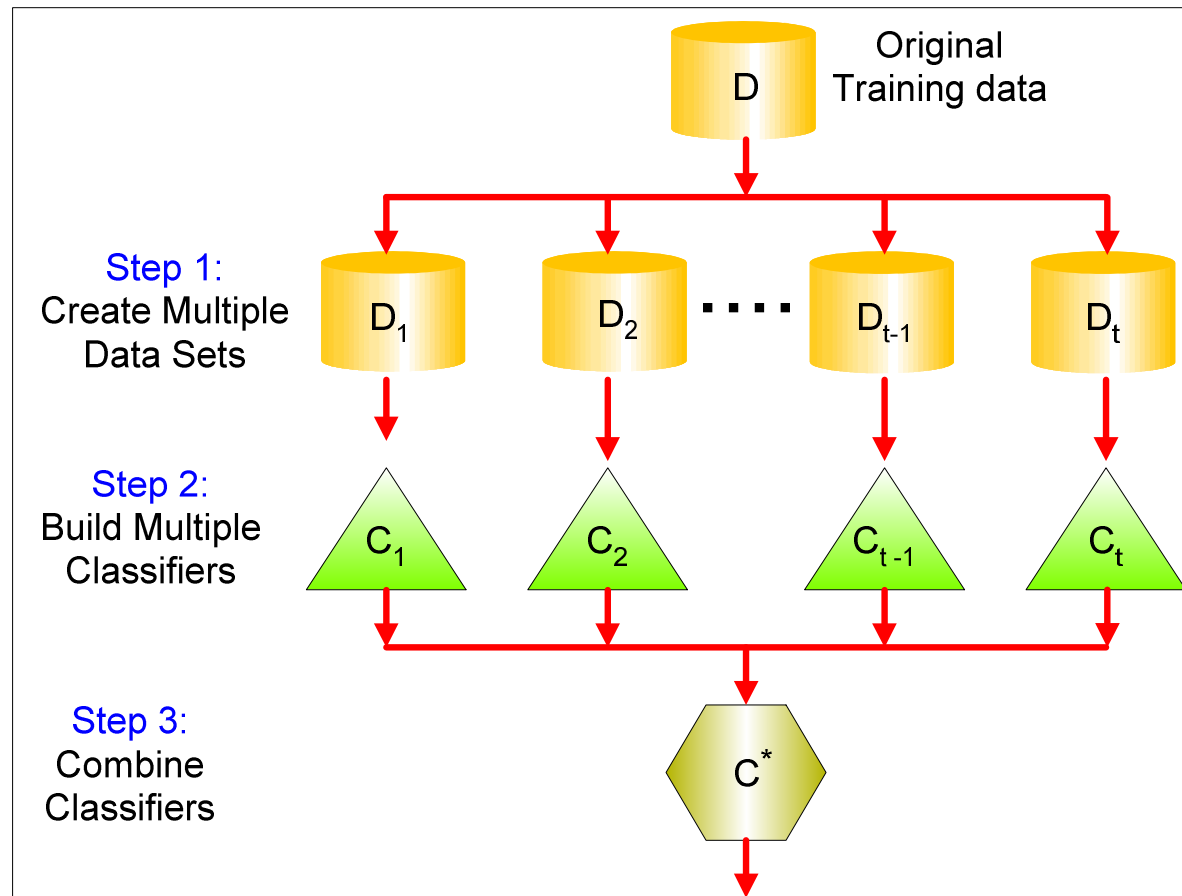 Original
Training data
D
Step 1:
Create Multiple
Data Sets
D₁
D₂
....
Dₜ₋₁
Dₜ
Step 2:
Build Multiple
Classifiers
C₁
C₂
Cₜ₋₁
Cₜ
Step 3:
Combine
Classifiers
C*